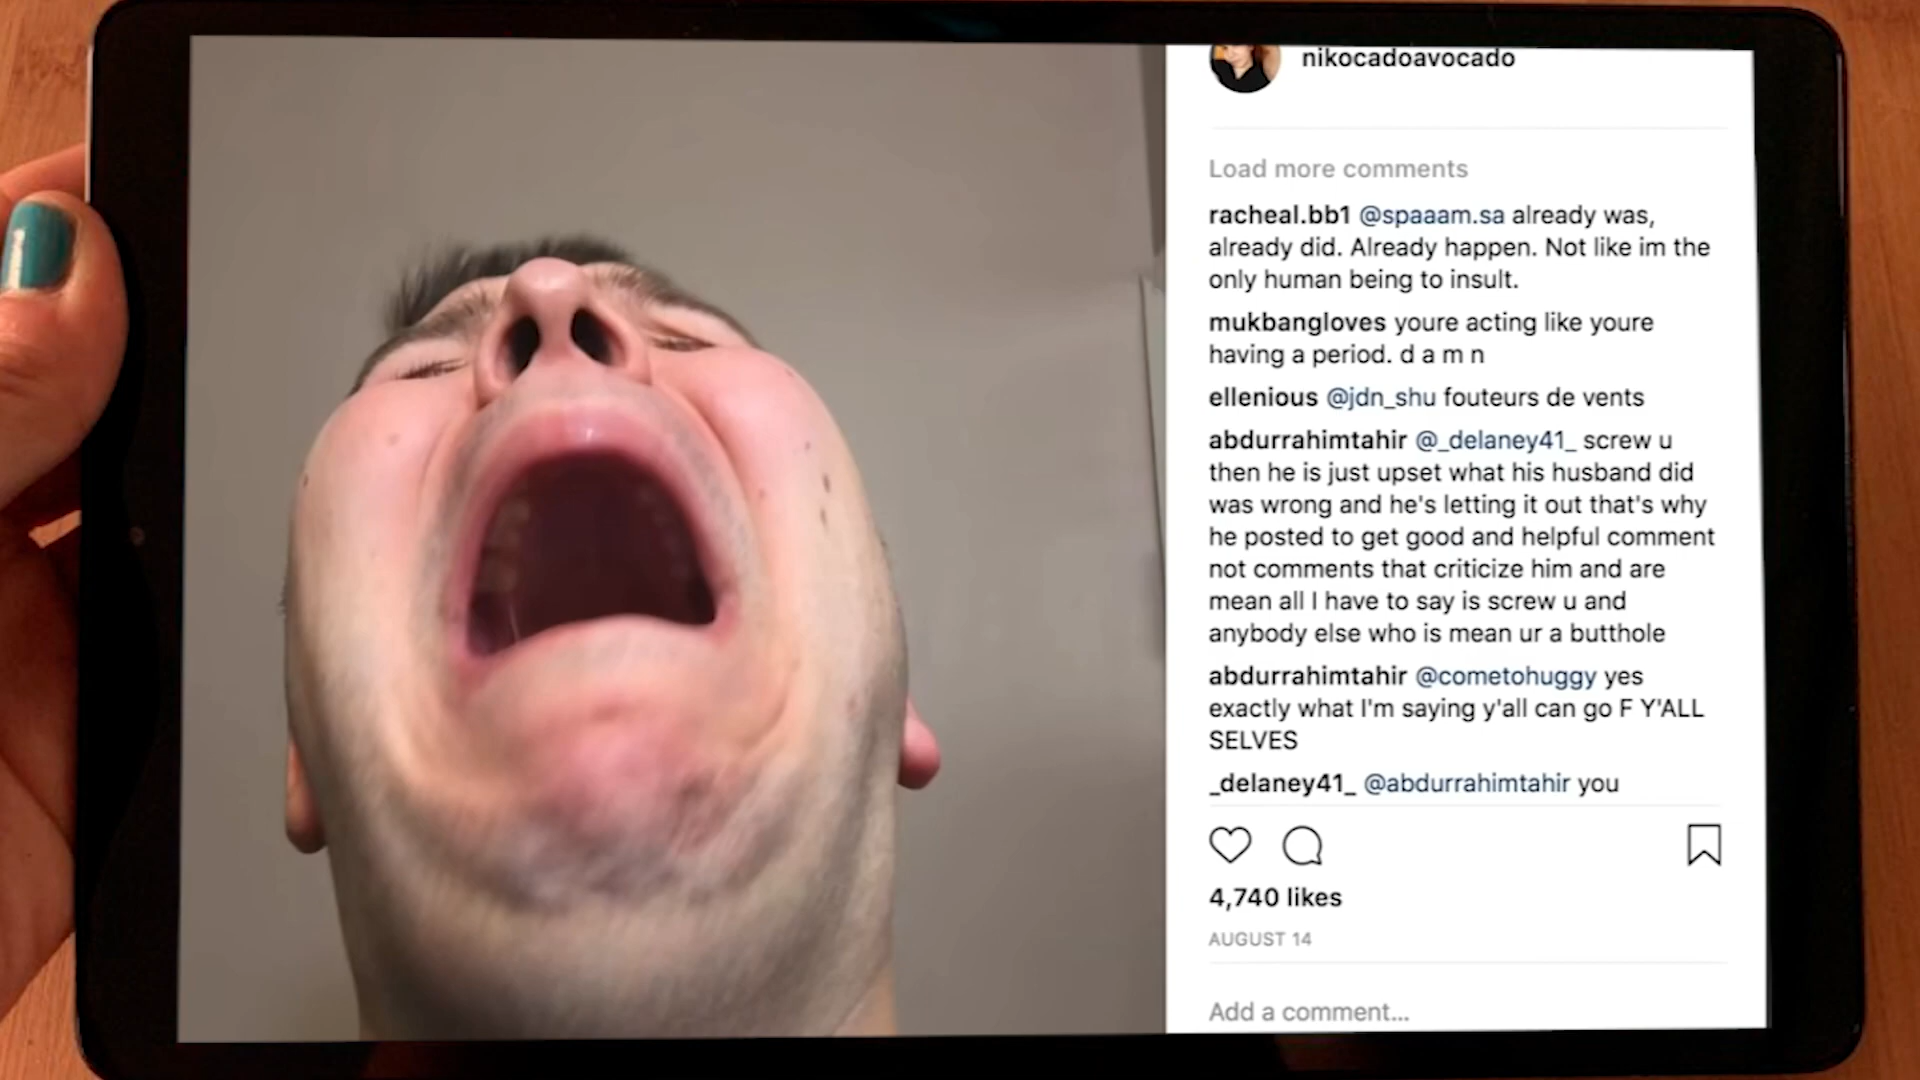 nikocadoavocado
Load more comments
racheal.bb1 @spaaam.sa already was,
already did. Already happen. Not like im the
only human being to insult.
mukbangloves youre acting like youre
having a period. d a m n
ellenious @jdn_shu fouteurs de vents
abdurrahimtahir @_delaney41_ screw u
then he is just upset what his husband did
was wrong and he's letting it out that's why
he posted to get good and helpful comment
not comments that criticize him and are
mean all I have to say is screw u and
anybody else who is mean ur a butthole
abdurrahimtahir @cometohuggy yes
exactly what I'm saying y'all can go F Y'ALL
SELVES
_delaney41_ @abdurrahimtahir you
4,740 likes
AUGUST 14
Add a comment...